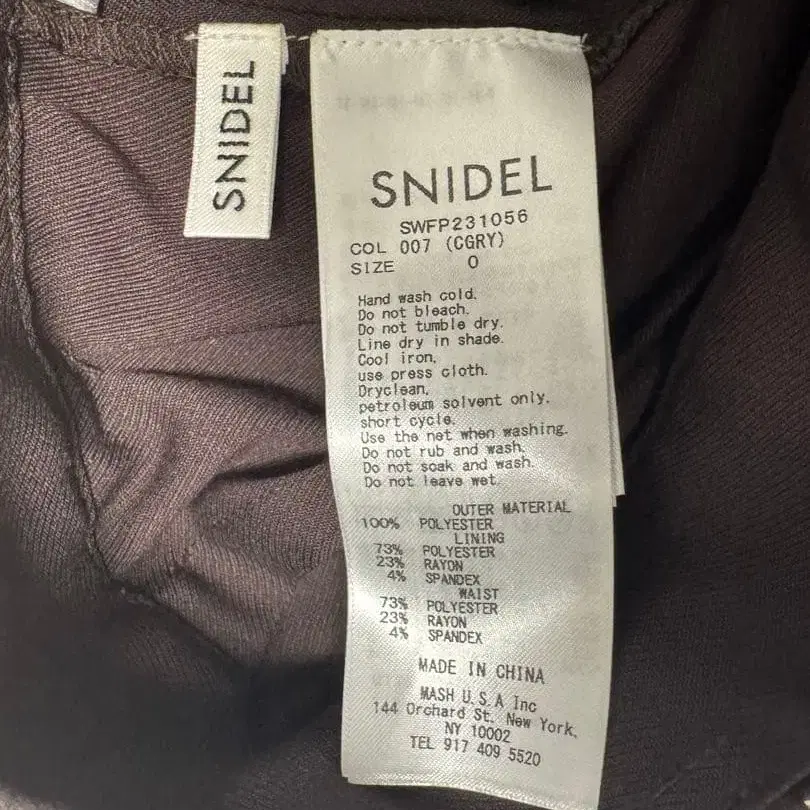 SNIDEL
SNIDEL
SWFP231056
COL 007 (CGRY)
SIZE 0
Hand wash cold.
Do not bleach.
Do not tumble dry.
Line dry in shade.
Cool iron,
use press cloth.
Dryclean,
petroleum solvent only.
short cycle.
Use the net when washing.
Do not rub and wash.
Do not soak and wash.
Do not leave wet.
OUTER MATERIAL
100% POLYESTER
LINING
73% POLYESTER
23% RAYON
4% SPANDEX
WAIST
73% POLYESTER
23% RAYON
4% SPANDEX
MADE IN CHINA
MASH U.S.A Inc
144 Orchard St. New York,
NY 10002
TEL 917 409 5520